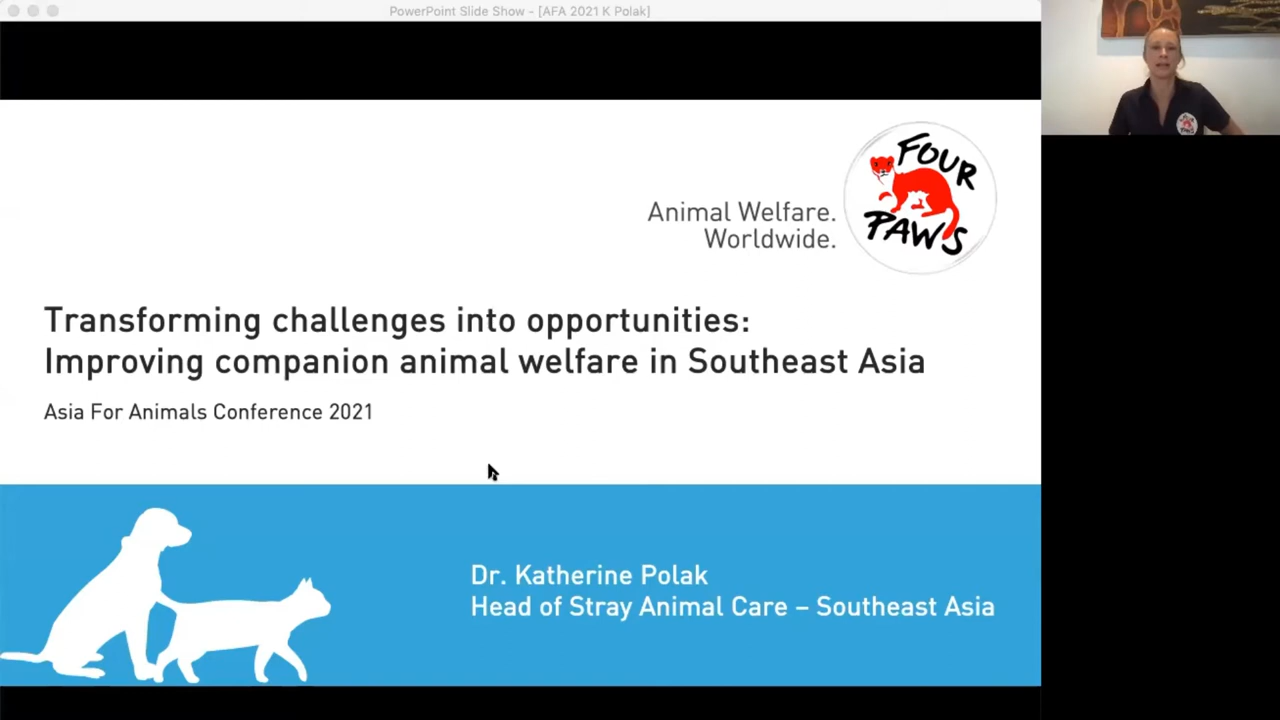 PowerPoint Slide Show - [AFA 2021 K Polak]
FOUR
PAWS
Animal Welfare.
Worldwide.
Transforming challenges into opportunities:
Improving companion animal welfare in Southeast Asia
Asia For Animals Conference 2021
Dr. Katherine Polak
Head of Stray Animal Care – Southeast Asia
PAWS